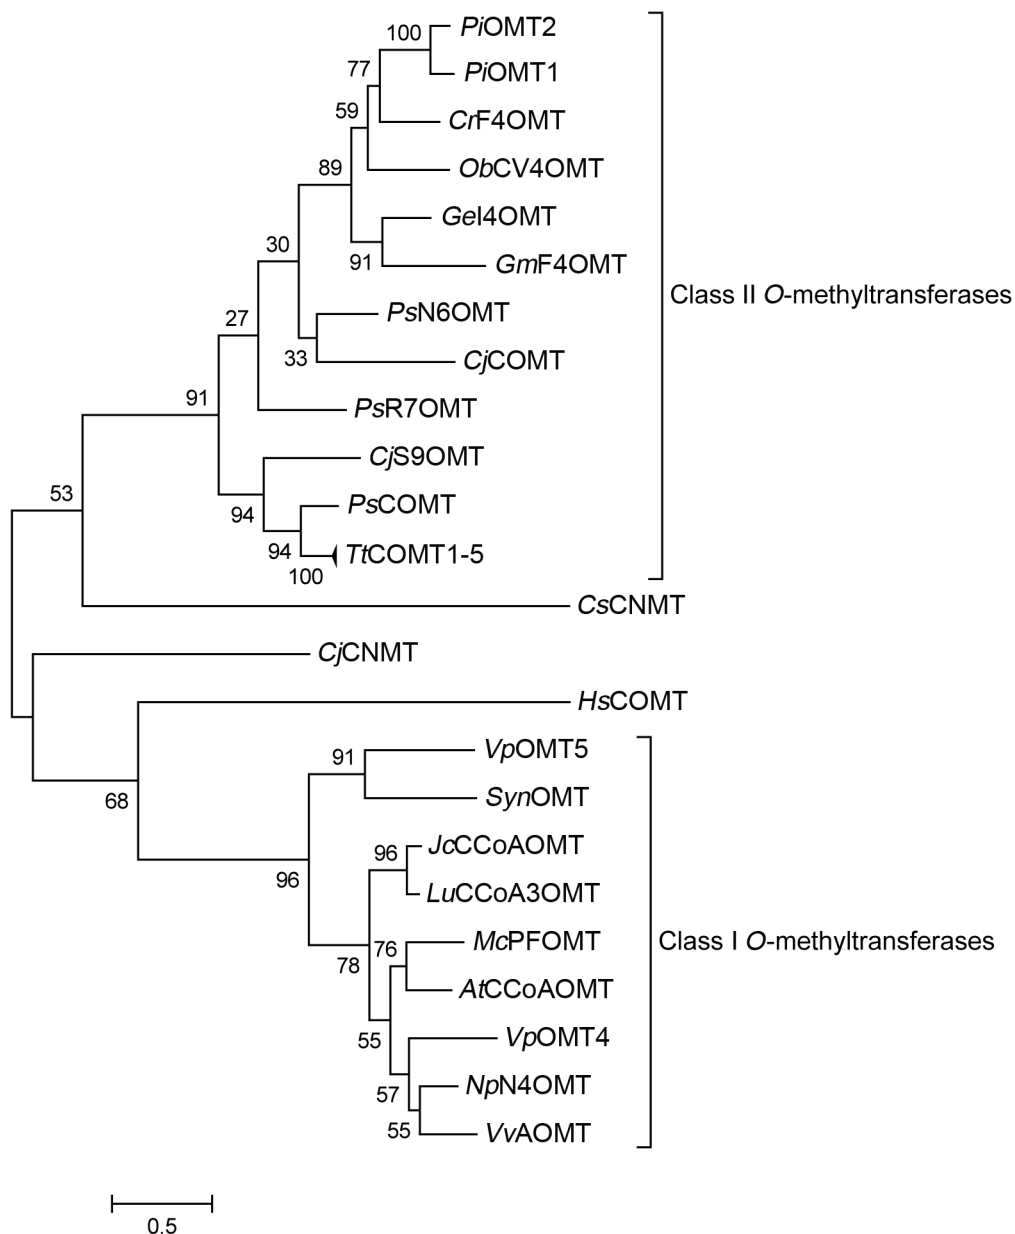 PiOMT2
100
PiOMT1
77
CrF4OMT
59
ObCV4OMT
89
GeI4OMT
30
GmF4OMT
91
Class II O-methyltransferases
PsN6OMT
27
CjCOMT
33
91
PsR7OMT
CjS9OMT
53
PsCOMT
94
TtCOMT1-5
94
100
CsCNMT
CjCNMT
HsCOMT
VpOMT5
91
SynOMT
68
JcCCoAOMT
96
96
LuCCoA3OMT
McPFOMT
76
Class I O-methyltransferases
78
AtCCoAOMT
VpOMT4
55
NpN4OMT
57
VvAOMT
55
0.5